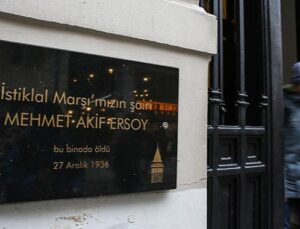 İstiklal Marşı'mızın şairi
MEHMET AKİF ERSOY
bu binada öldü
27 Aralık 1936